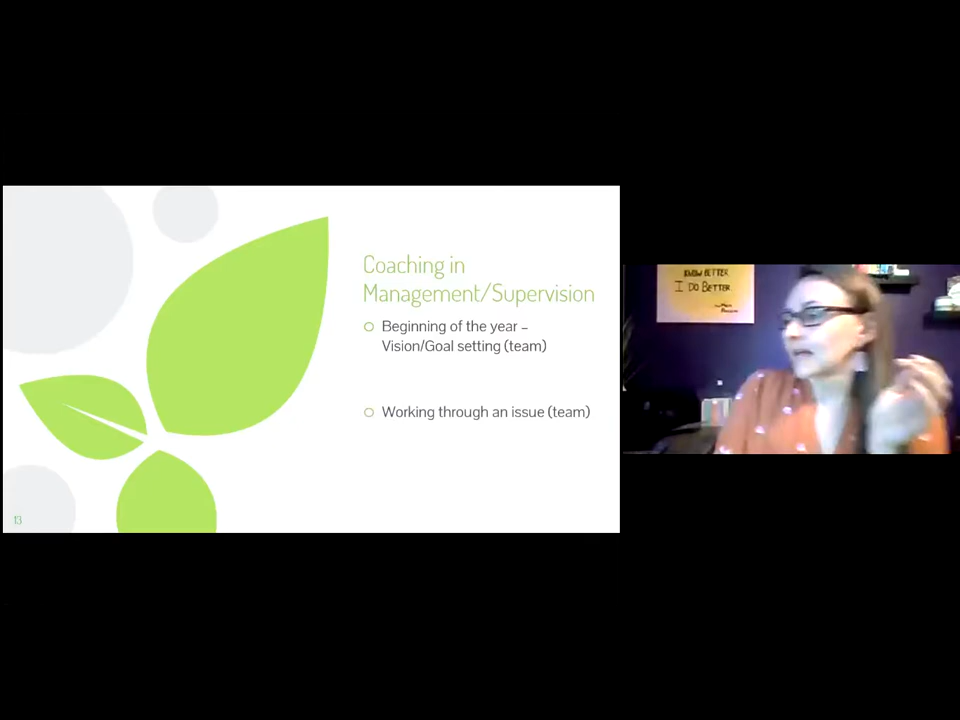 Coaching in
Management/Supervision
Beginning of the year –
Vision/Goal setting (team)
Working through an issue (team)
13
KNOW BETTER
I DO BETTER